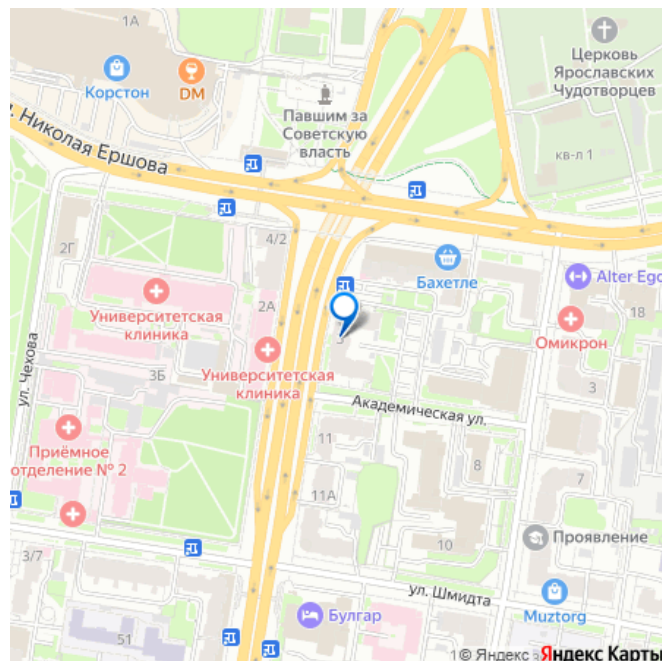 1А
Корстон
DM
Павшим за
Советскую
власть
Церковь
Ярославских
Чудотворцев
кв-л 1
Николая Ершова
2Г
4/2
Бахетле
Alter Ego
18
Университетская
клиника
2А
Омикрон
3
Университетская
клиника
3Б
3
ул. Чехова
Академическая ул.
Приёмное
отделение № 2
11
8
7
11А
10
Проявление
3/7
ул. Шмидта
Muztorg
Булгар
51
© Яндекс
Яндекс Карты